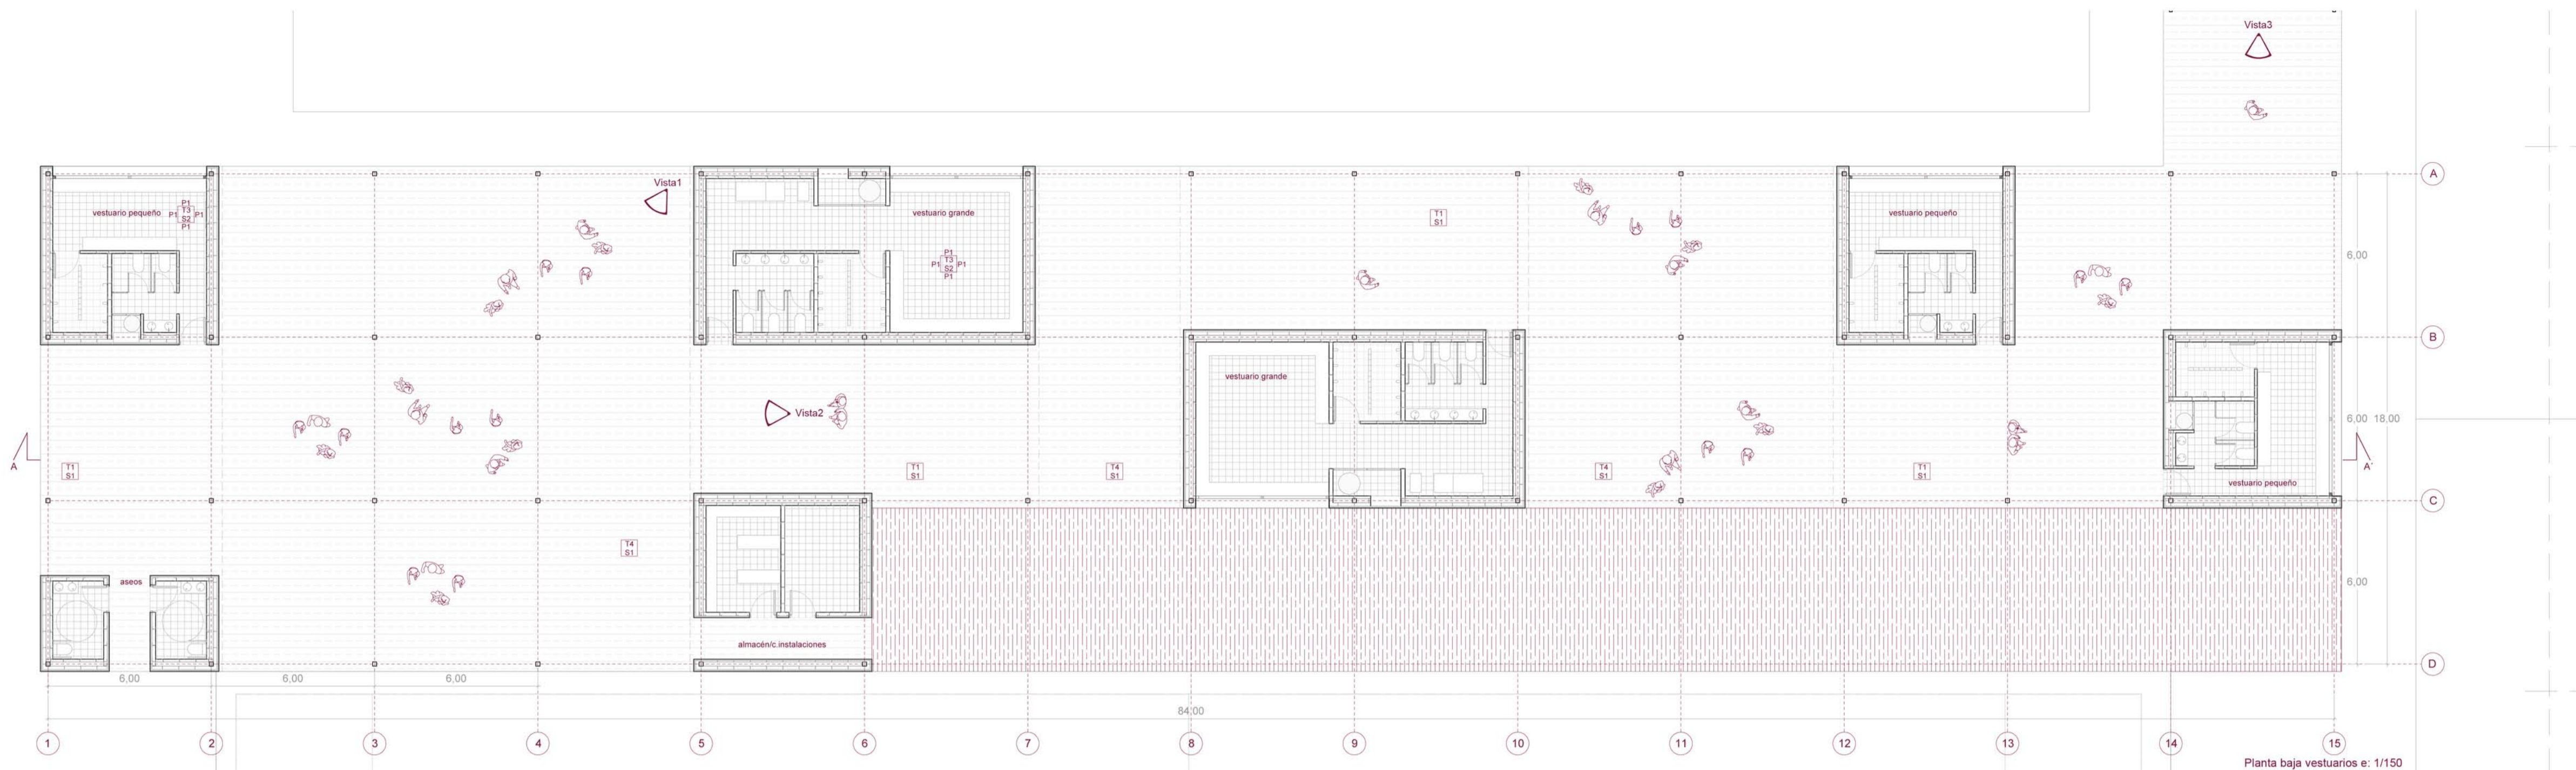 Vista3
A
Vista1
vestuario pequeño
P1
P1 T3 P1
S2
P1
vestuario grande
T1
S1
vestuario pequeño
6,00
P1
P1 T3 P1
S2
P1
B
vestuario grande
Vista2
6,00 18,00
A
T1
S1
T1
S1
T4
S1
T4
S1
T1
S1
A'
vestuario pequeño
C
T4
S1
aseos
6,00
almacén/c.instalaciones
D
6,00
6,00
6,00
84,00
1
2
3
4
5
6
7
8
9
10
11
12
13
14
15
Planta baja vestuarios e: 1/150